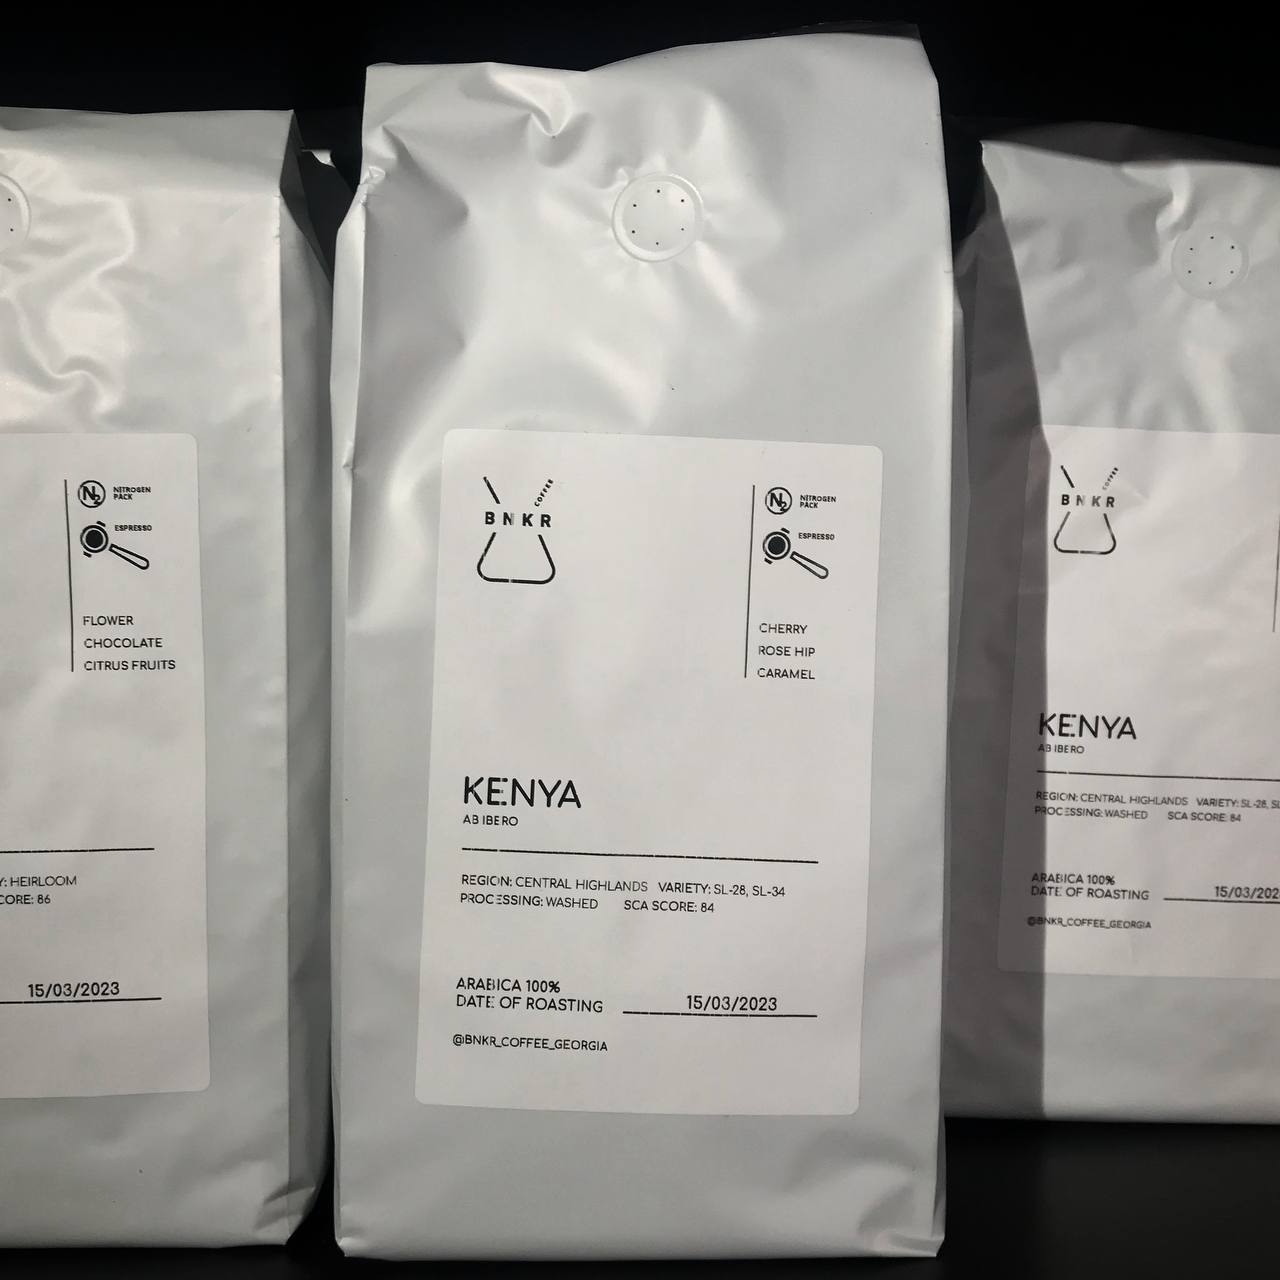 NITROGEN
PACK
ESPRESSO
FLOWER
CHOCOLATE
CITRUS FRUITS
HEIRLOOM
86
15/03/2023
COFFEE
BNKR
N2
NITROGEN
PACK
ESPRESSO
CHERRY
ROSE HIP
CARAMEL
KENYA
AB IBERO
REGION: CENTRAL HIGHLANDS VARIETY: SL-28, SL-34
PROCESSING: WASHED SCA SCORE: 84
ARABICA 100%
DATE OF ROASTING 15/03/2023
@BNKR_COFFEE_GEORGIA
COFFEE
BNKR
KENYA
AB IBERO
REGION: CENTRAL HIGHLANDS VARIETY: SL-28,
PROCESSING: WASHED SCA SCORE: 84
ARABICA 100%
DATE OF ROASTING 15/03/202
@BNKR_COFFEE_GEORGIA